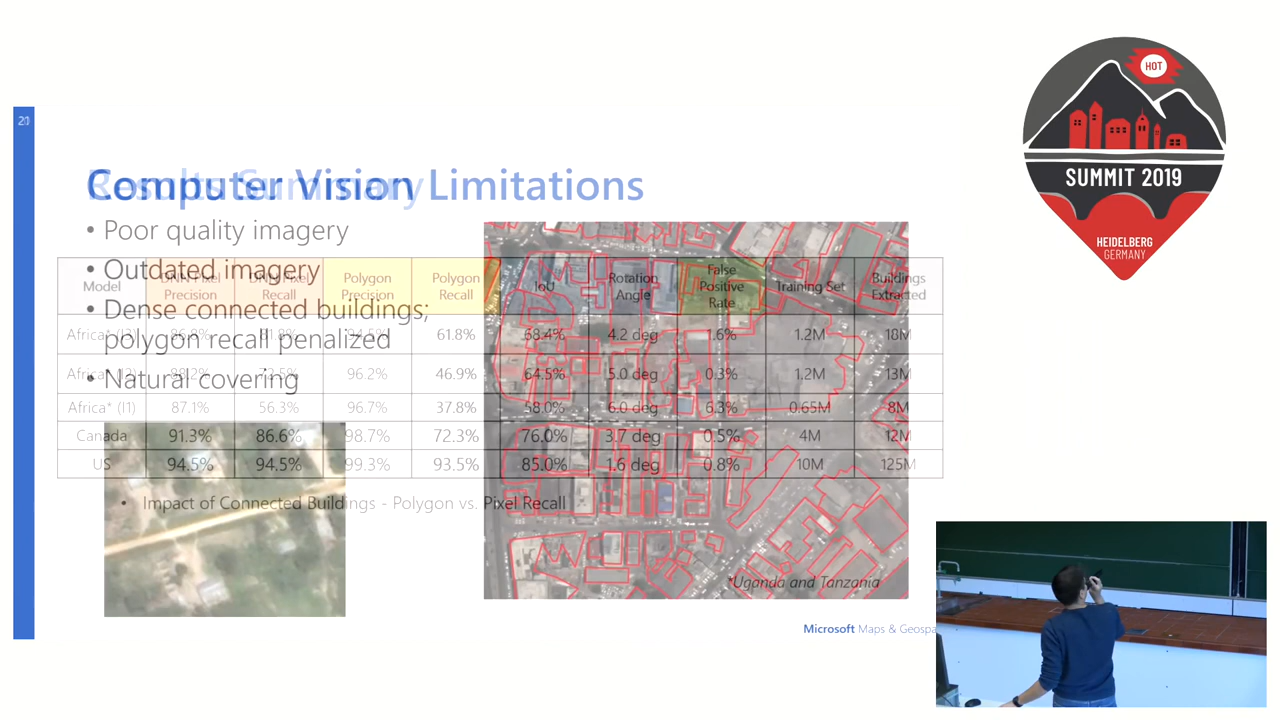 HOT
SUMMIT 2019
HEIDELBERG
GERMANY
Computer Vision Limitations
Results Summary
• Poor quality imagery
• Outdated imagery
• Dense connected buildings;
polygon recall penalized
• Natural covering
Model DNN Pixel Precision DNN Pixel Recall Polygon Precision Polygon Recall IoU Rotation Angle False Positive Rate Training Set Buildings Extracted
61.8% 68.4% 4.2 deg 1.6% 1.2M 18M
96.2% 46.9% 64.5% 5.0 deg 0.3% 1.2M 13M
Africa* (I1) 87.1% 56.3% 96.7% 37.8% 58.0% 6.0 deg 6.3% 0.65M 8M
Canada 91.3% 86.6% 98.7% 72.3% 76.0% 3.7 deg 0.5% 4M 12M
US 94.5% 94.5% 99.3% 93.5% 85.0% 1.6 deg 0.8% 10M 125M
• Impact of Connected Buildings - Polygon vs. Pixel Recall
*Uganda and Tanzania
Microsoft Maps & Geospa